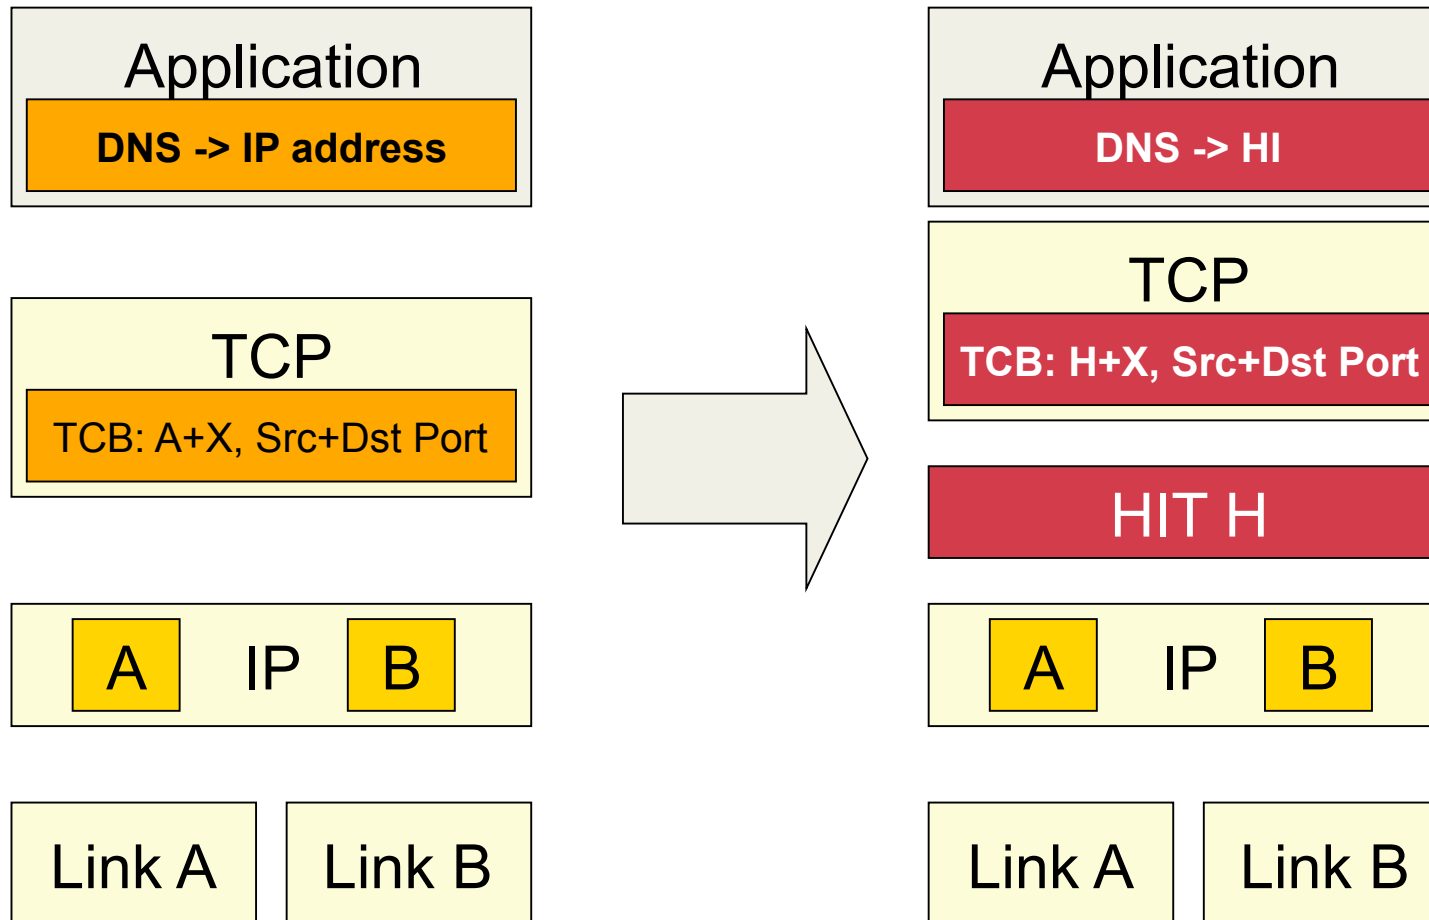 Application
DNS -> IP address
TCP
TCB: A+X, Src+Dst Port
A IP B
Link A
Link B
Application
DNS -> HI
TCP
TCB: H+X, Src+Dst Port
HIT H
A IP B
Link A
Link B